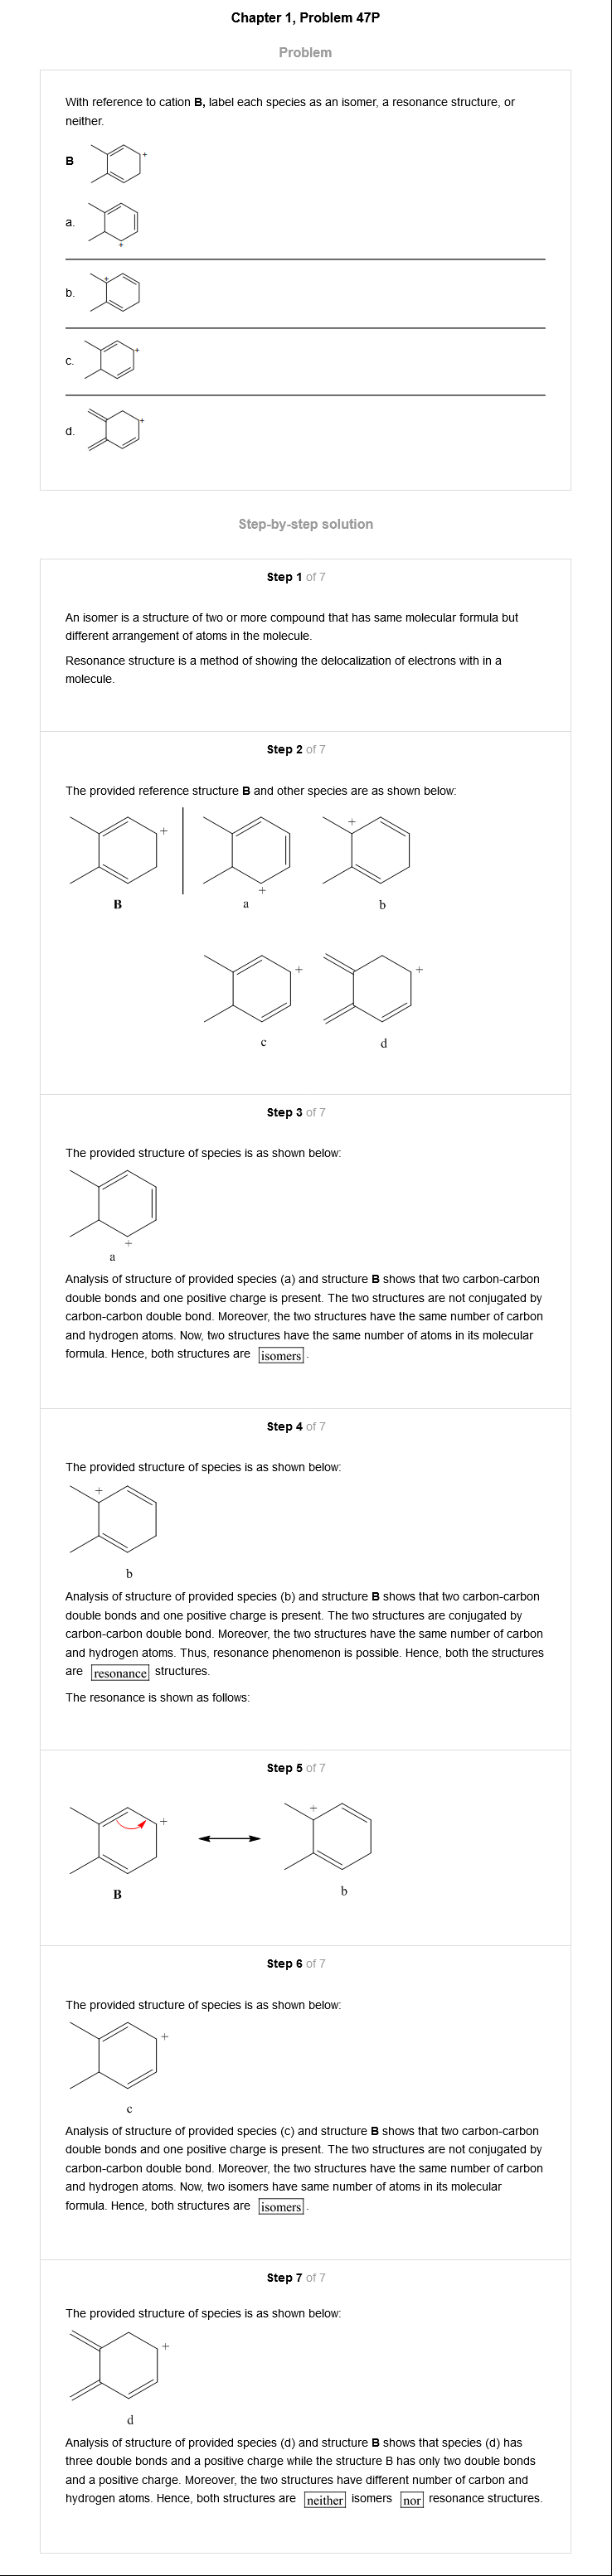 Chapter 1, Problem 47P
Problem
With reference to cation B, label each species as an isomer, a resonance structure, or
neither.
B +
a. +
b. +
c. +
d. +
Step-by-step solution
Step 1 of 7
An isomer is a structure of two or more compound that has same molecular formula but
different arrangement of atoms in the molecule.
Resonance structure is a method of showing the delocalization of electrons with in a
molecule.
Step 2 of 7
The provided reference structure B and other species are as shown below:
+ + +
B a b
+ +
c d
Step 3 of 7
The provided structure of species is as shown below:
+
a
Analysis of structure of provided species (a) and structure B shows that two carbon-carbon
double bonds and one positive charge is present. The two structures are not conjugated by
carbon-carbon double bond. Moreover, the two structures have the same number of carbon
and hydrogen atoms. Now, two structures have the same number of atoms in its molecular
formula. Hence, both structures are isomers.
Step 4 of 7
The provided structure of species is as shown below:
+
b
Analysis of structure of provided species (b) and structure B shows that two carbon-carbon
double bonds and one positive charge is present. The two structures are conjugated by
carbon-carbon double bond. Moreover, the two structures have the same number of carbon
and hydrogen atoms. Thus, resonance phenomenon is possible. Hence, both the structures
are resonance structures.
The resonance is shown as follows:
Step 5 of 7
+ +
B b
Step 6 of 7
The provided structure of species is as shown below:
+
c
Analysis of structure of provided species (c) and structure B shows that two carbon-carbon
double bonds and one positive charge is present. The two structures are not conjugated by
carbon-carbon double bond. Moreover, the two structures have the same number of carbon
and hydrogen atoms. Now, two isomers have same number of atoms in its molecular
formula. Hence, both structures are isomers.
Step 7 of 7
The provided structure of species is as shown below:
+
d
Analysis of structure of provided species (d) and structure B shows that species (d) has
three double bonds and a positive charge while the structure B has only two double bonds
and a positive charge. Moreover, the two structures have different number of carbon and
hydrogen atoms. Hence, both structures are neither isomers nor resonance structures.